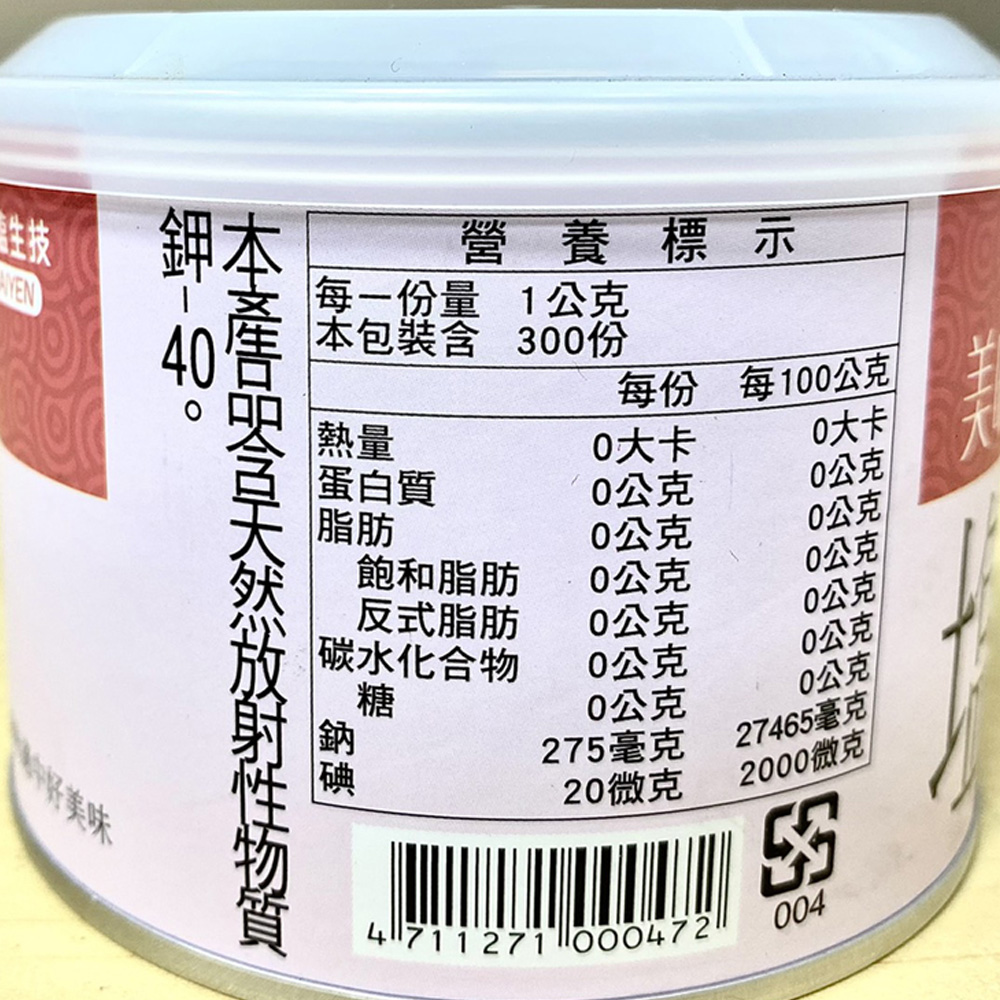 生技
AIYEN
本產品含天然放射性物質
鉀-40。
營養標示
每一份量 1公克
本包裝含 300份
每份 每100公克
熱量 0大卡 0大卡
蛋白質 0公克 0公克
脂肪 0公克 0公克
飽和脂肪 0公克 0公克
反式脂肪 0公克 0公克
碳水化合物 0公克 0公克
糖 0公克 0公克
鈉 275毫克 27465毫克
碘 20微克 2000微克
4 711271 000472
004
中好美味
美